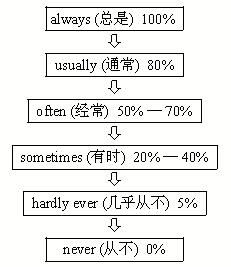 always (总是) 100%
usually (通常) 80%
often (经常) 50%—70%
sometimes (有时) 20%—40%
hardly ever (几乎从不) 5%
never (从不) 0%